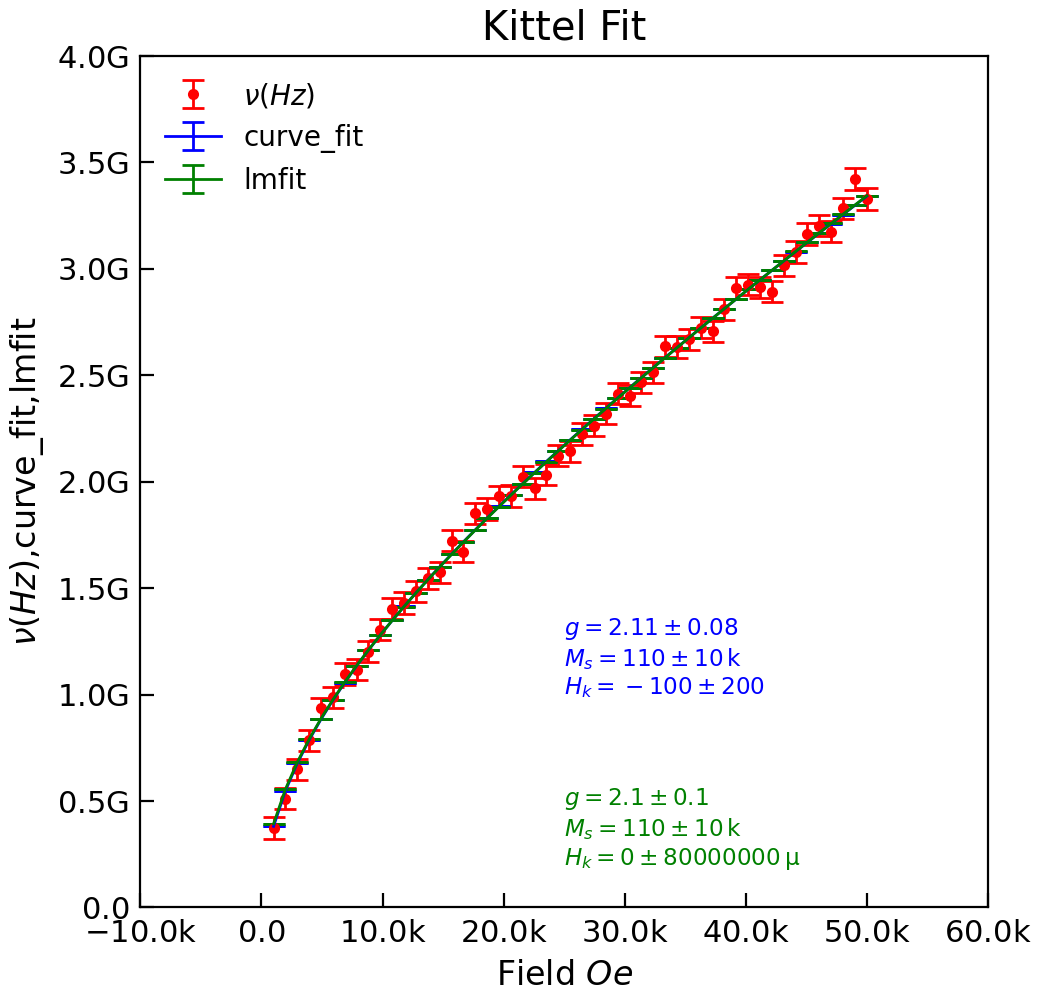 Kittel Fit
4.0G
3.5G
3.0G
2.5G
2.0G
1.5G
1.0G
0.5G
0.0
ν(Hz),curve_fit,lmfit
ν(Hz)
curve_fit
lmfit
g = 2.11 ± 0.08
M_s = 110 ± 10 k
H_k = −100 ± 200
g = 2.1 ± 0.1
M_s = 110 ± 10 k
H_k = 0 ± 80000000 μ
−10.0k 0.0 10.0k 20.0k 30.0k 40.0k 50.0k 60.0k
Field Oe